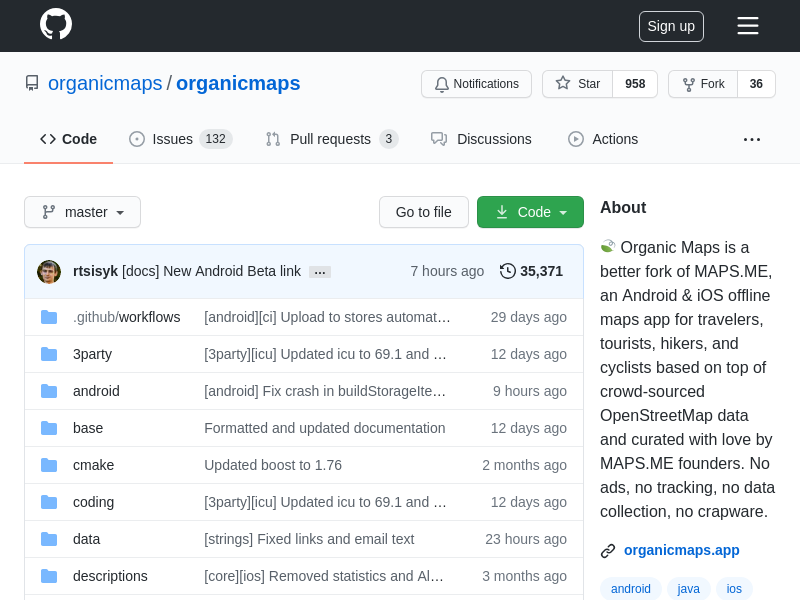 Sign up
organicmaps / organicmaps
Notifications
Star 958
Fork 36
Code
Issues 132
Pull requests 3
Discussions
Actions
master
Go to file
Code
rtsisyk [docs] New Android Beta link … 7 hours ago 35,371
.github/workflows [android][ci] Upload to stores automat… 29 days ago
3party [3party][icu] Updated icu to 69.1 and … 12 days ago
android [android] Fix crash in buildStorageIte… 9 hours ago
base Formatted and updated documentation 12 days ago
cmake Updated boost to 1.76 2 months ago
coding [3party][icu] Updated icu to 69.1 and … 12 days ago
data [strings] Fixed links and email text 23 hours ago
descriptions [core][ios] Removed statistics and Al… 3 months ago
About
Organic Maps is a
better fork of MAPS.ME,
an Android & iOS offline
maps app for travelers,
tourists, hikers, and
cyclists based on top of
crowd-sourced
OpenStreetMap data
and curated with love by
MAPS.ME founders. No
ads, no tracking, no data
collection, no crapware.
organicmaps.app
android java ios